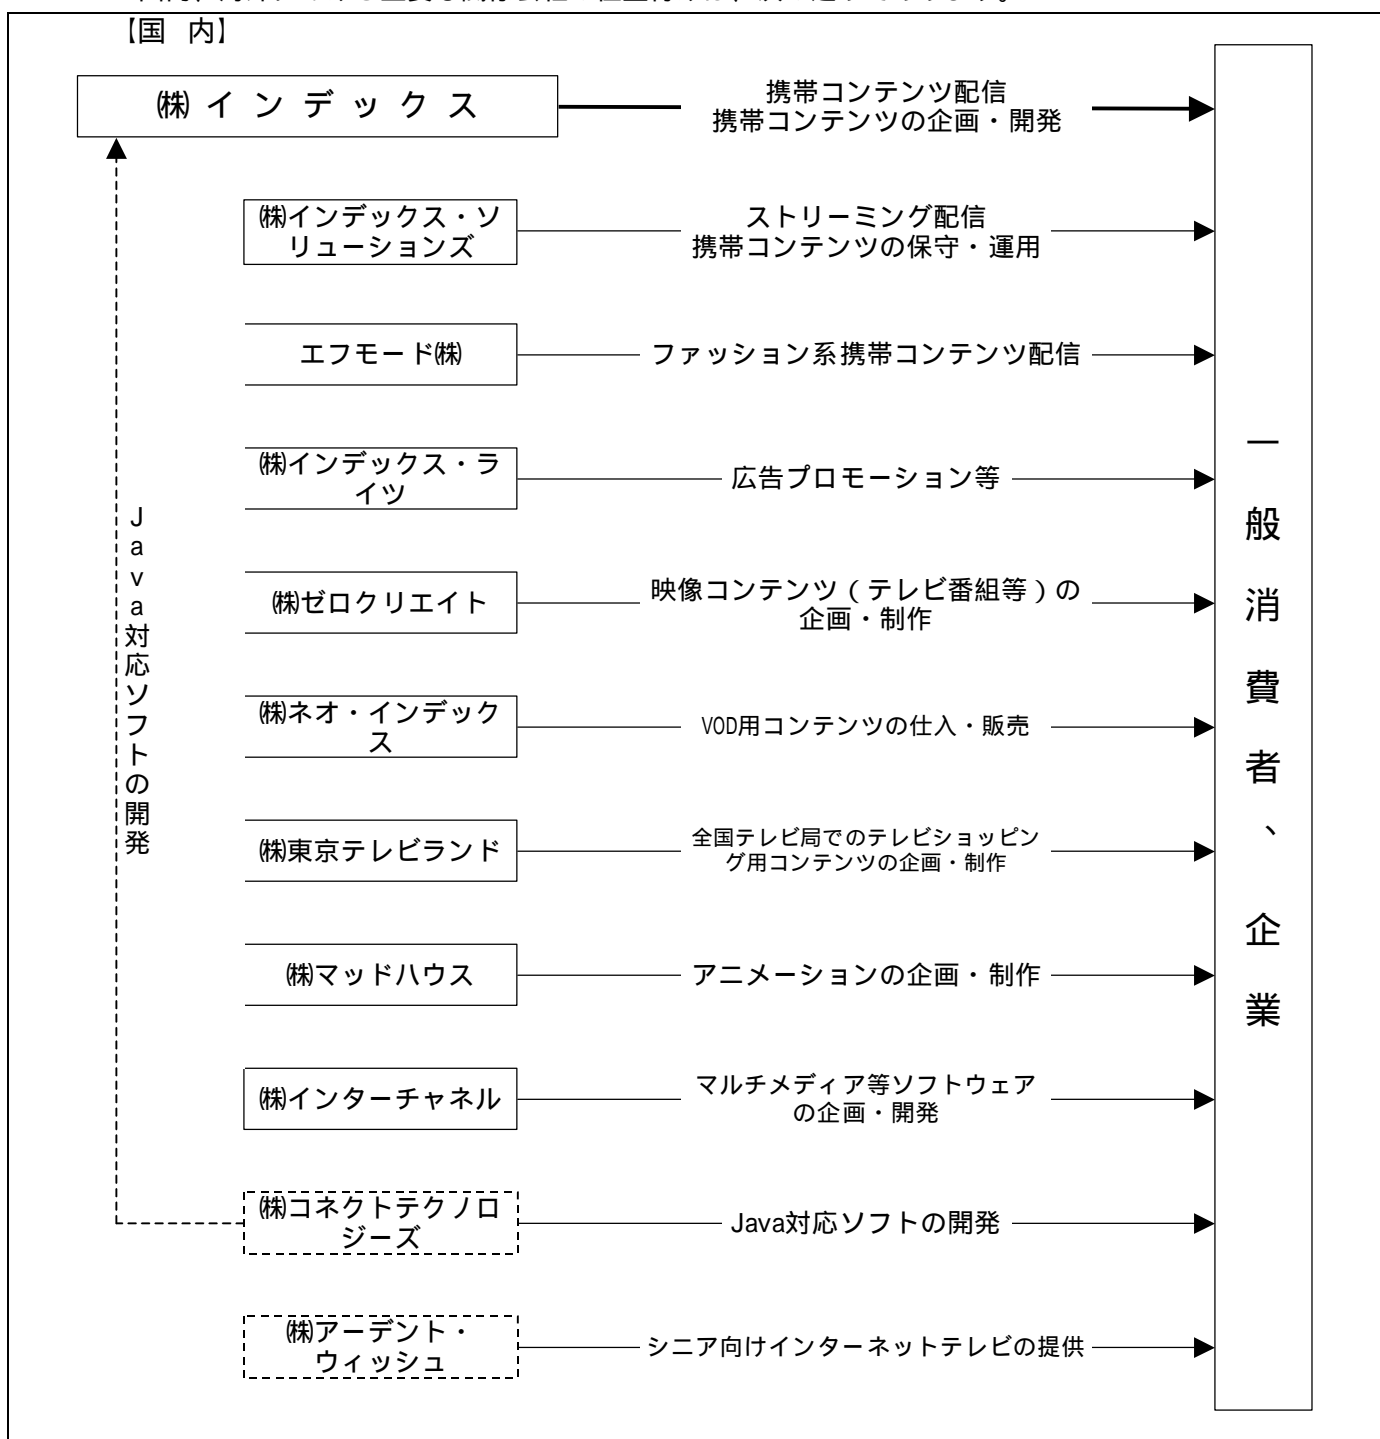 【国 内】
㈱インデックス
携帯コンテンツ配信
携帯コンテンツの企画・開発
㈱インデックス・ソ
リューションズ
ストリーミング配信
携帯コンテンツの保守・運用
エフモード㈱
ファッション系携帯コンテンツ配信
㈱インデックス・ラ
イツ
広告プロモーション等
㈱ゼロクリエイト
映像コンテンツ(テレビ番組等)の
企画・制作
㈱ネオ・インデック
ス
VOD用コンテンツの仕入・販売
㈱東京テレビランド
全国テレビ局でのテレビショッピン
グ用コンテンツの企画・制作
㈱マッドハウス
アニメーションの企画・制作
㈱インターチャネル
マルチメディア等ソフトウェア
の企画・開発
㈱コネクトテクノロ
ジーズ
Java対応ソフトの開発
㈱アーデント・
ウィッシュ
シニア向けインターネットテレビの提供
Java対応ソフトの開発
一般消費者、企業